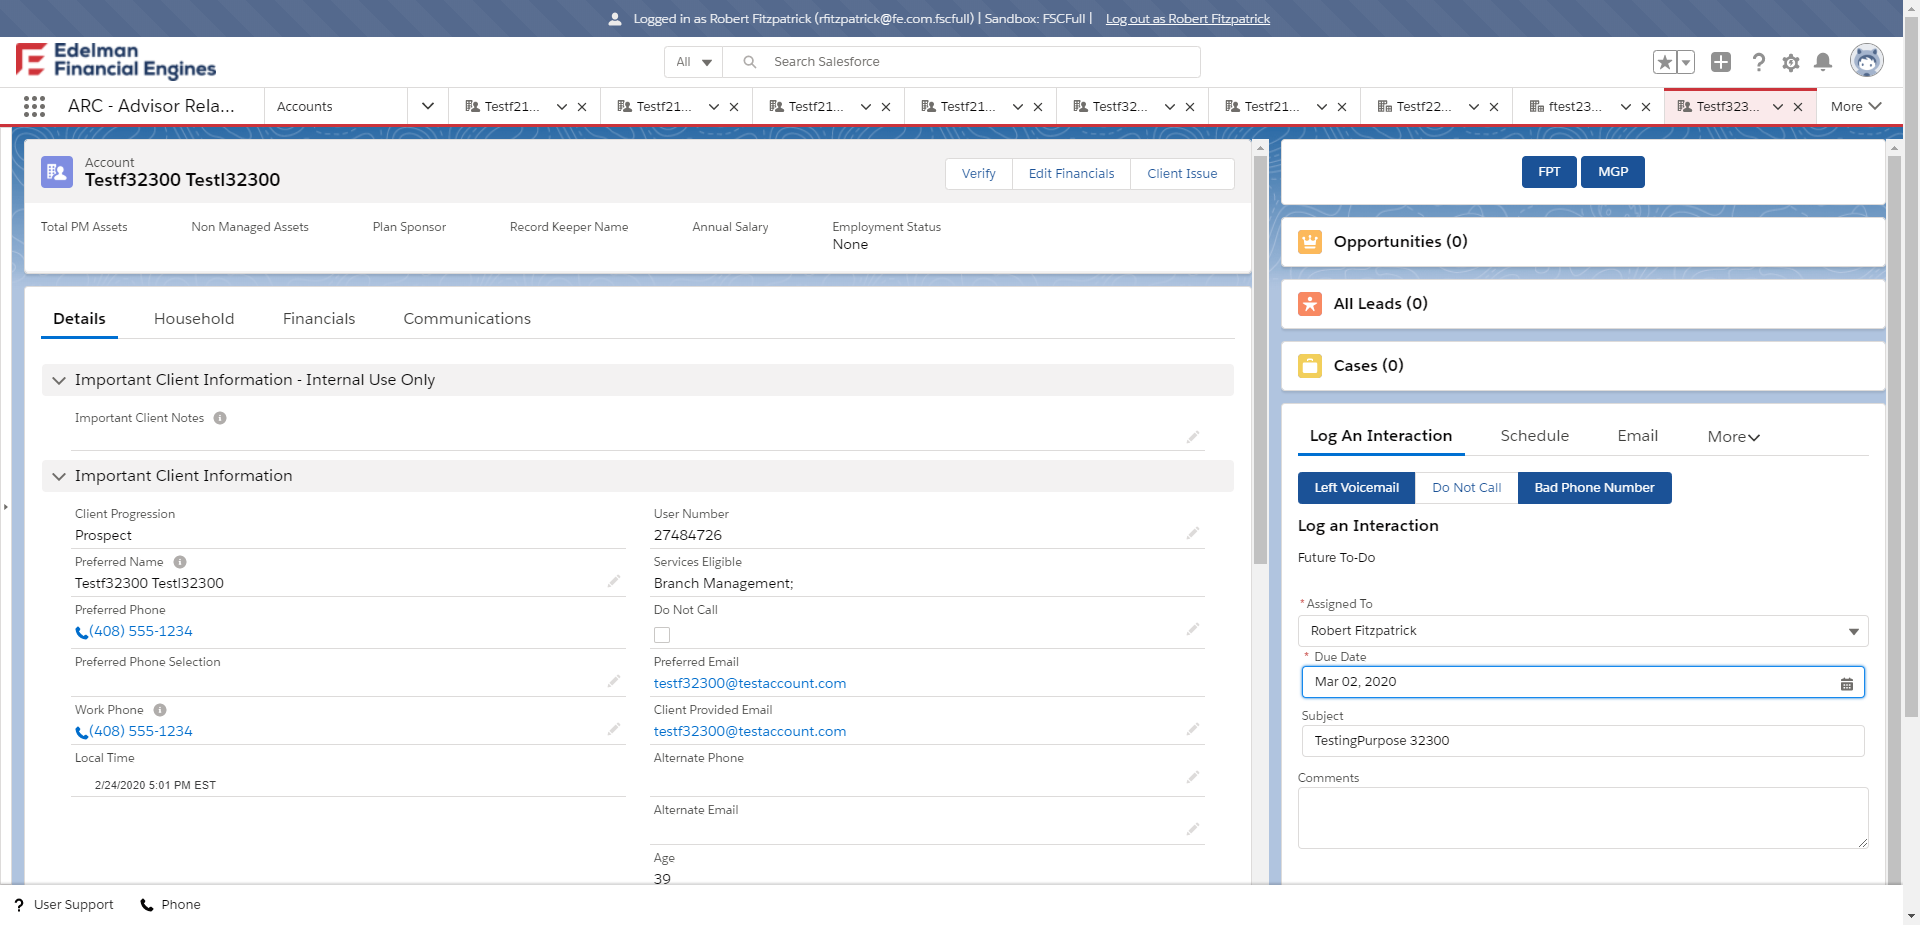 Logged in as Robert Fitzpatrick (rfitzpatrick@fe.com.fscfull) | Sandbox: FSCFull | Log out as Robert Fitzpatrick
Edelman
Financial Engines
All
Search Salesforce
ARC - Advisor Rela...
Accounts
Testf21...
Testf21...
Testf21...
Testf21...
Testf32...
Testf21...
Testf22...
ftest23...
Testf323...
More
Account
Testf32300 Testl32300
Verify
Edit Financials
Client Issue
Total PM Assets
Non Managed Assets
Plan Sponsor
Record Keeper Name
Annual Salary
Employment Status
None
Details
Household
Financials
Communications
Important Client Information - Internal Use Only
Important Client Notes
Important Client Information
Client Progression
Prospect
User Number
27484726
Preferred Name
Testf32300 Testl32300
Services Eligible
Branch Management;
Preferred Phone
(408) 555-1234
Do Not Call
Preferred Phone Selection
Preferred Email
testf32300@testaccount.com
Work Phone
(408) 555-1234
Client Provided Email
testf32300@testaccount.com
Local Time
2/24/2020 5:01 PM EST
Alternate Phone
Alternate Email
Age
39
FPT
MGP
Opportunities (0)
All Leads (0)
Cases (0)
Log An Interaction
Schedule
Email
More
Left Voicemail
Do Not Call
Bad Phone Number
Log an Interaction
Future To-Do
*Assigned To
Robert Fitzpatrick
* Due Date
Mar 02, 2020
Subject
TestingPurpose 32300
Comments
? User Support
Phone